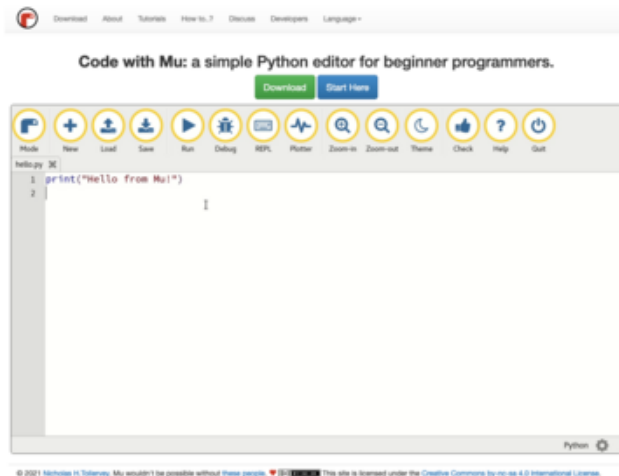 Download About Tutorials How to..? Discuss Developers Language
Code with Mu: a simple Python editor for beginner programmers.
Download Start Here
Mode New Load Save Run Debug REPL Plotter Zoom-in Zoom-out Theme Check Help Quit
hello.py
1 print("Hello from Mu!")
2
Python
© 2021 Nicholas H.Tollervey. Mu wouldn't be possible without these people. This site is licensed under the Creative Commons by-nc-sa 4.0 International License.